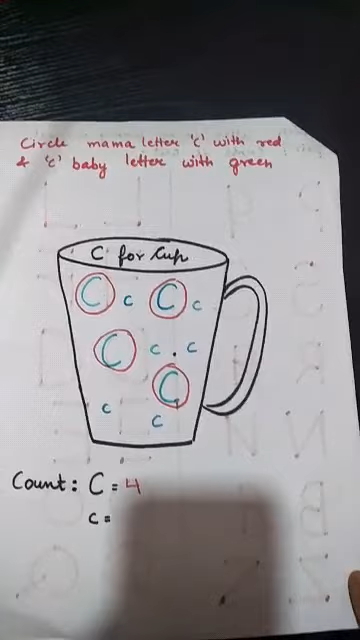 Circle mama letter 'c' with red
& 'c' baby letter with green
C for Cup
C c C c
C c c
C
c c
Count: C = 4
c =